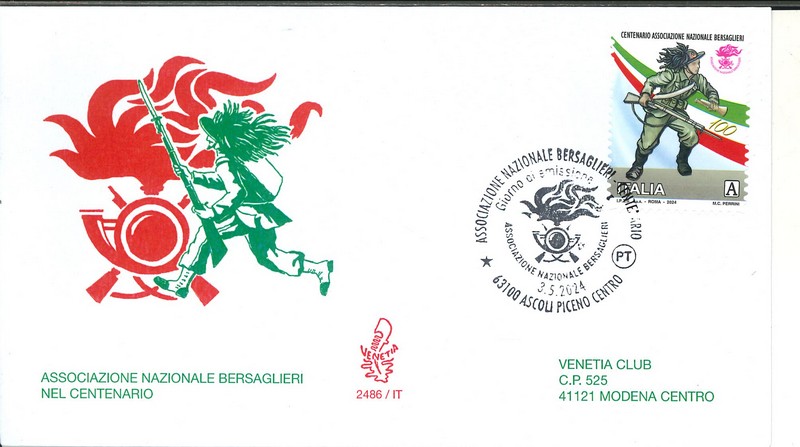 CENTENARIO ASSOCIAZIONE NAZIONALE BERSAGLIERI
100
ITALIA
A
ROMA - 2024
M.C. PERRINI
ASSOCIAZIONE NAZIONALE BERSAGLIERI -
Giorno di emissione
ASSOCIAZIONE NAZIONALE BERSAGLIERI
PT
3.5.2024
★ 63100 ASCOLI PICENO CENTRO
VENETIA
2486 / IT
ASSOCIAZIONE NAZIONALE BERSAGLIERI
NEL CENTENARIO
VENETIA CLUB
C.P. 525
41121 MODENA CENTRO